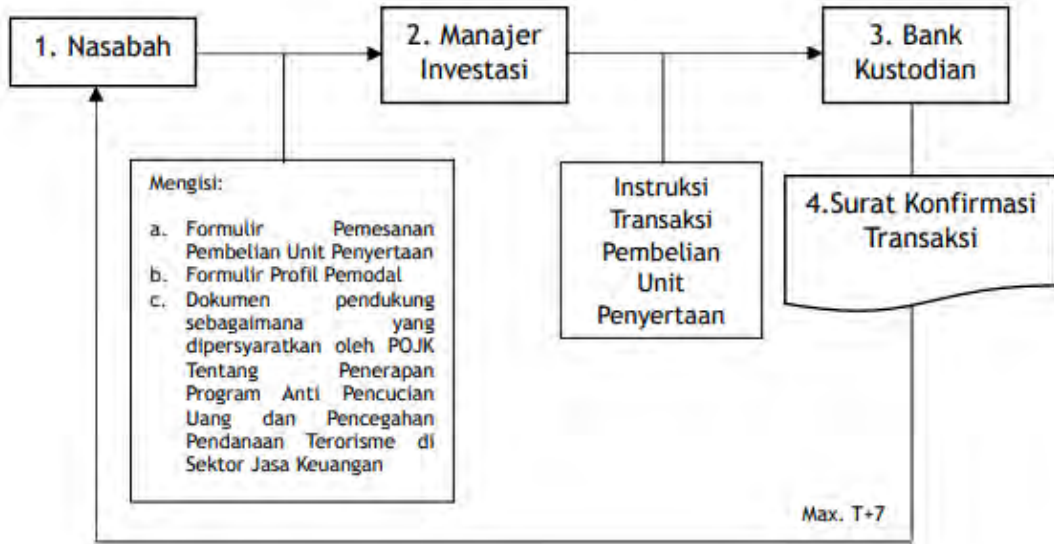 1. Nasabah
2. Manajer
Investasi
3. Bank
Kustodian
Mengisi:
a. Formulir Pemesanan
Pembelian Unit Penyertaan
b. Formulir Profil Pemodal
c. Dokumen pendukung
sebagaimana yang
dipersyaratkan oleh POJK
Tentang Penerapan
Program Anti Pencucian
Uang dan Pencegahan
Pendanaan Terorisme di
Sektor Jasa Keuangan
Instruksi
Transaksi
Pembelian
Unit
Penyertaan
4.Surat Konfirmasi
Transaksi
Max. T+7